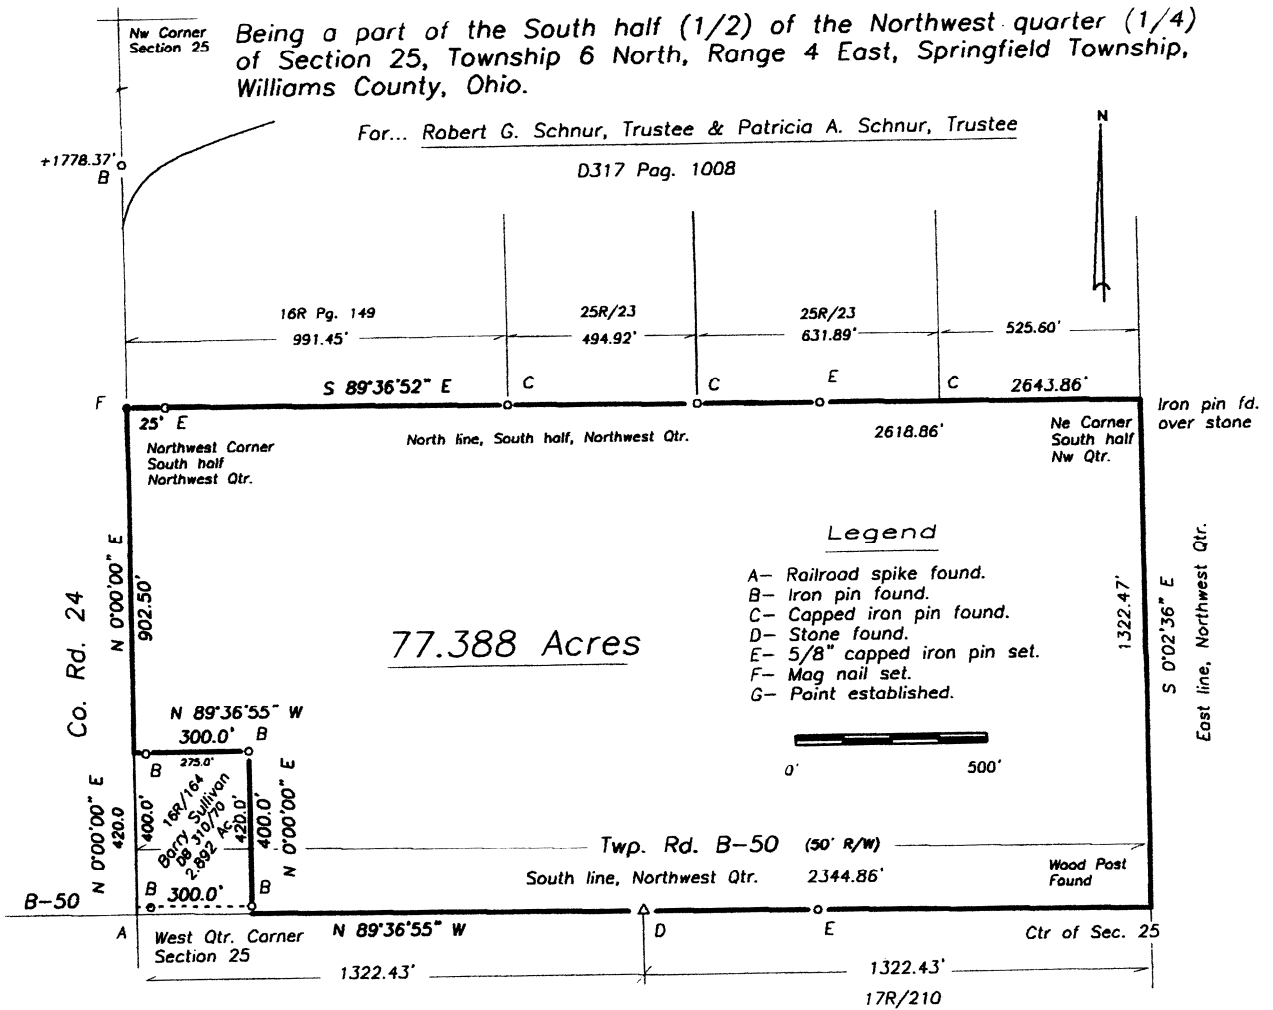 Nw Corner
Section 25
Being a part of the South half (1/2) of the Northwest quarter (1/4)
of Section 25, Township 6 North, Range 4 East, Springfield Township,
Williams County, Ohio.
For... Robert G. Schnur, Trustee & Patricia A. Schnur, Trustee
D317 Pag. 1008
N
+1778.37'
B
16R Pg. 149
991.45'
25R/23
494.92'
25R/23
631.89'
525.60'
S 89°36'52" E
C
C
E
C
2643.86'
F
25' E
Iron pin fd.
over stone
Northwest Corner
South half
Northwest Qtr.
North line, South half, Northwest Qtr.
2618.86'
Ne Corner
South half
Nw Qtr.
Co. Rd. 24
N 0°00'00" E
902.50'
77.388 Acres
Legend
A- Railroad spike found.
B- Iron pin found.
C- Capped iron pin found.
D- Stone found.
E- 5/8" capped iron pin set.
F- Mag nail set.
G- Point established.
0'
500'
1322.47'
S 0°02'36" E
East line, Northwest Qtr.
N 89°36'55" W
300.0'
B
275.0'
B
N 0°00'00" E
420.0
400.0'
16R/164
Barry Sullivan
DB 310/70
2.892 Ac.
420.0'
400.0'
N 0°00'00" E
B
300.0'
B
Twp. Rd. B-50 (50' R/W)
South line, Northwest Qtr. 2344.86'
Wood Post
Found
B-50
A
West Qtr. Corner
Section 25
N 89°36'55" W
D
E
Ctr of Sec. 25
1322.43'
1322.43'
17R/210